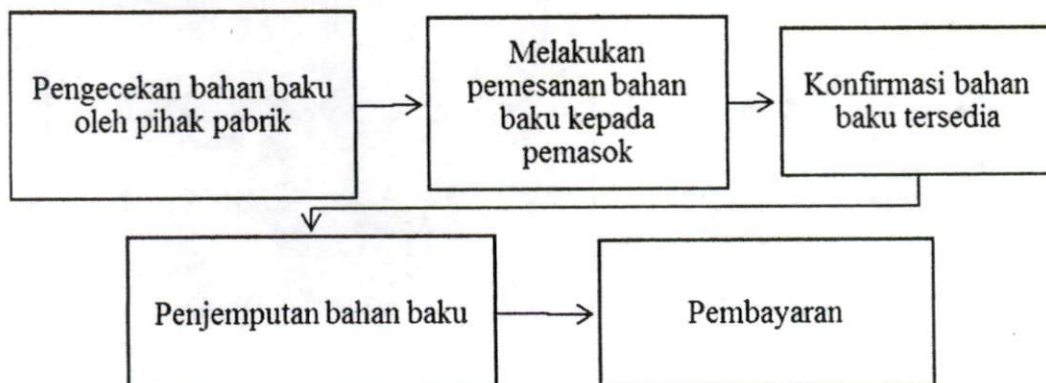 Pengecekan bahan baku
oleh pihak pabrik
Melakukan
pemesanan bahan
baku kepada
pemasok
Konfirmasi bahan
baku tersedia
Penjemputan bahan baku
Pembayaran